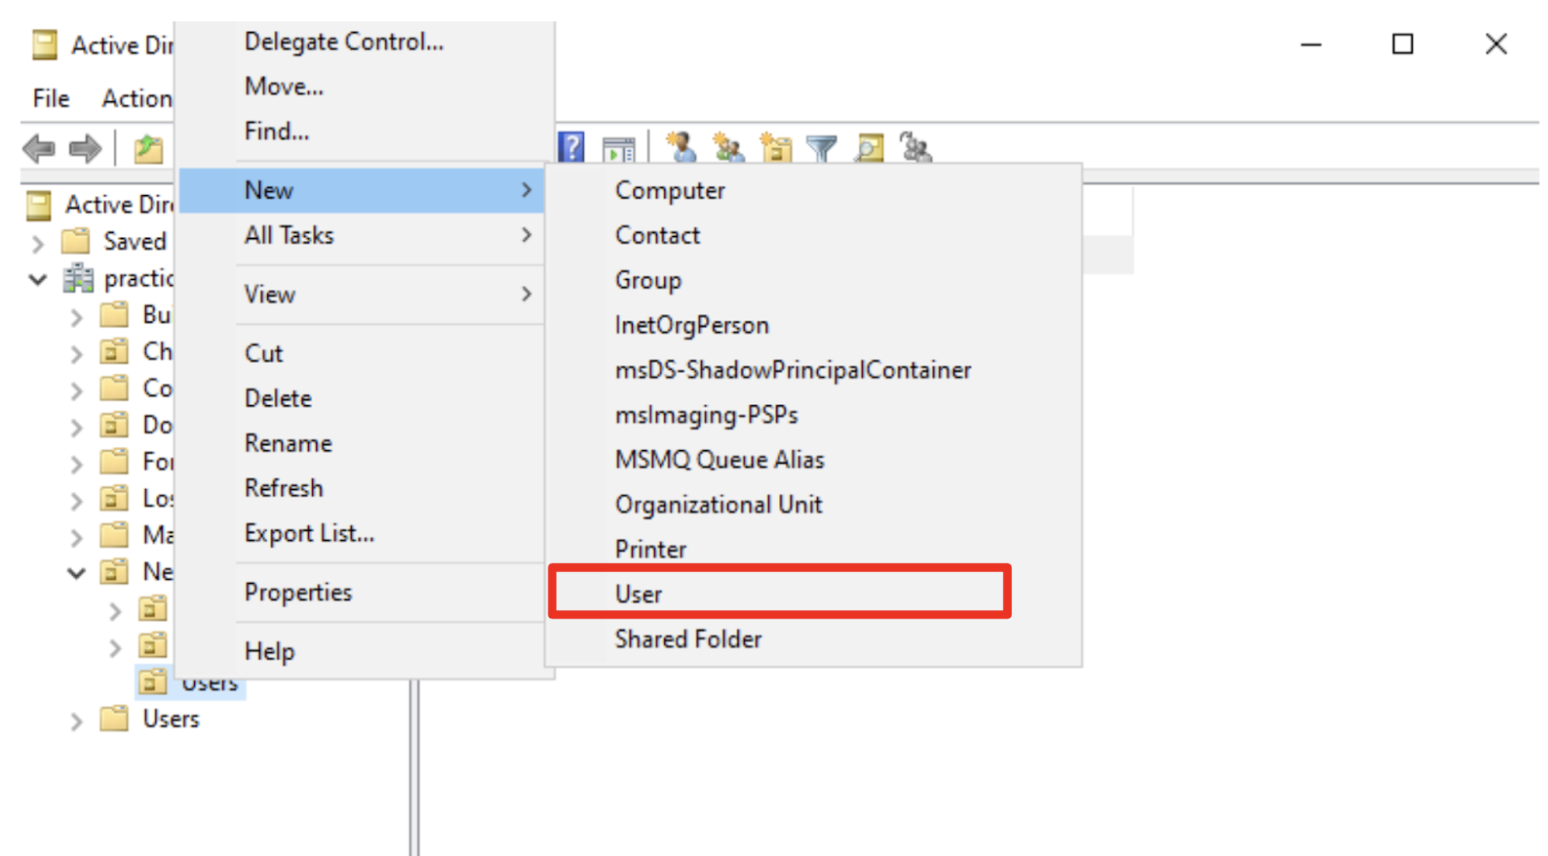 Active Dir
File Action
Delegate Control...
Move...
Find...
New
All Tasks
View
Cut
Delete
Rename
Refresh
Export List...
Properties
Help
Computer
Contact
Group
InetOrgPerson
msDS-ShadowPrincipalContainer
msImaging-PSPs
MSMQ Queue Alias
Organizational Unit
Printer
User
Shared Folder
Active Dir
Saved
practic
Bu
Ch
Co
Do
For
Los
Ma
Ne
Users
Users